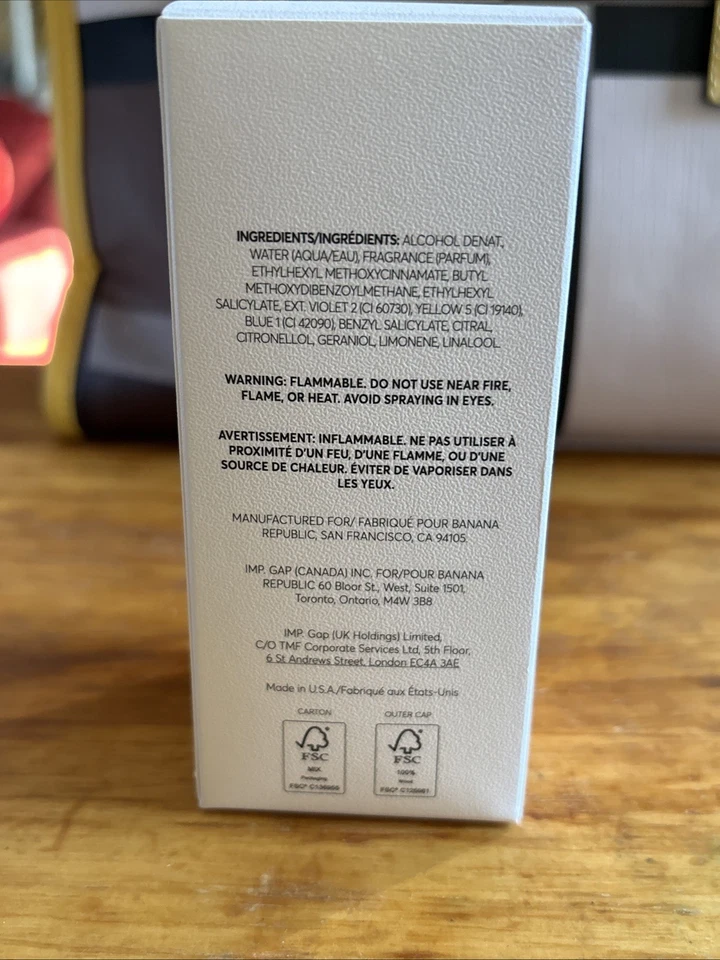 INGREDIENTS/INGRÉDIENTS: ALCOHOL DENAT.,
WATER (AQUA/EAU), FRAGRANCE (PARFUM),
ETHYLHEXYL METHOXYCINNAMATE, BUTYL
METHOXYDIBENZOYLMETHANE, ETHYLHEXYL
SALICYLATE, EXT. VIOLET 2 (CI 60730), YELLOW 5 (CI 19140),
BLUE 1 (CI 42090), BENZYL SALICYLATE, CITRAL,
CITRONELLOL, GERANIOL, LIMONENE, LINALOOL.
WARNING: FLAMMABLE. DO NOT USE NEAR FIRE,
FLAME, OR HEAT. AVOID SPRAYING IN EYES.
AVERTISSEMENT: INFLAMMABLE. NE PAS UTILISER À
PROXIMITÉ D'UN FEU, D'UNE FLAMME, OU D'UNE
SOURCE DE CHALEUR. ÉVITER DE VAPORISER DANS
LES YEUX.
MANUFACTURED FOR/ FABRIQUÉ POUR BANANA
REPUBLIC, SAN FRANCISCO, CA 94105
IMP. GAP (CANADA) INC. FOR/POUR BANANA
REPUBLIC 60 Bloor St., West, Suite 1501,
Toronto, Ontario, M4W 3B8
IMP. Gap (UK Holdings) Limited,
C/O TMF Corporate Services Ltd, 5th Floor,
6 St Andrews Street, London EC4A 3AE
Made in U.S.A./Fabriqué aux États-Unis
CARTON
FSC
MIX
Packaging
OUTER CAP
FSC
100%
Wood